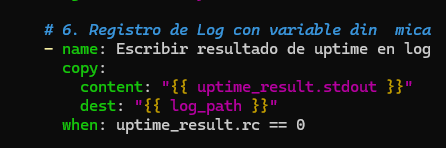 # 6. Registro de Log con variable din  mica
- name: Escribir resultado de uptime en log
  copy:
    content: "{{ uptime_result.stdout }}"
    dest: "{{ log_path }}"
  when: uptime_result.rc == 0